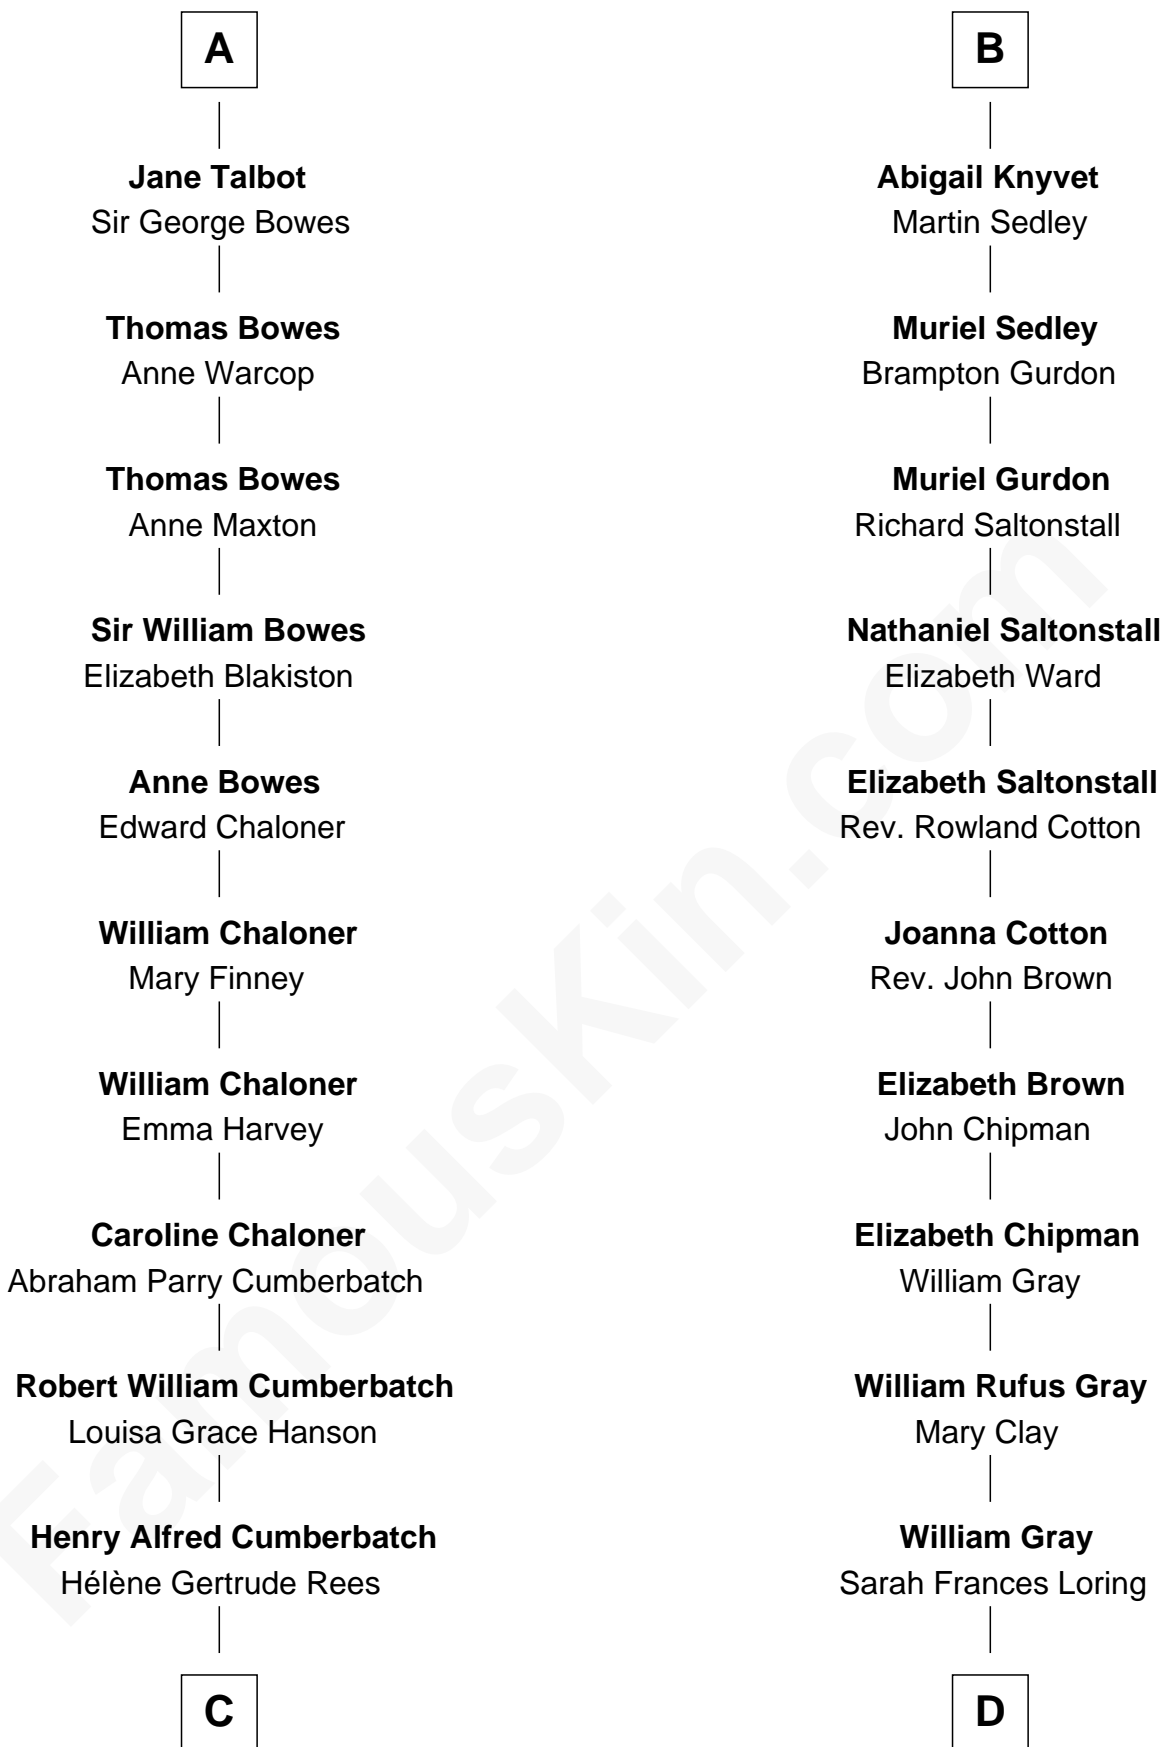 A
Jane Talbot
Sir George Bowes
Thomas Bowes
Anne Warcop
Thomas Bowes
Anne Maxton
Sir William Bowes
Elizabeth Blakiston
Anne Bowes
Edward Chaloner
William Chaloner
Mary Finney
William Chaloner
Emma Harvey
Caroline Chaloner
Abraham Parry Cumberbatch
Robert William Cumberbatch
Louisa Grace Hanson
Henry Alfred Cumberbatch
Hélène Gertrude Rees
C
B
Abigail Knyvet
Martin Sedley
Muriel Sedley
Brampton Gurdon
Muriel Gurdon
Richard Saltonstall
Nathaniel Saltonstall
Elizabeth Ward
Elizabeth Saltonstall
Rev. Rowland Cotton
Joanna Cotton
Rev. John Brown
Elizabeth Brown
John Chipman
Elizabeth Chipman
William Gray
William Rufus Gray
Mary Clay
William Gray
Sarah Frances Loring
D
FamousKin.com